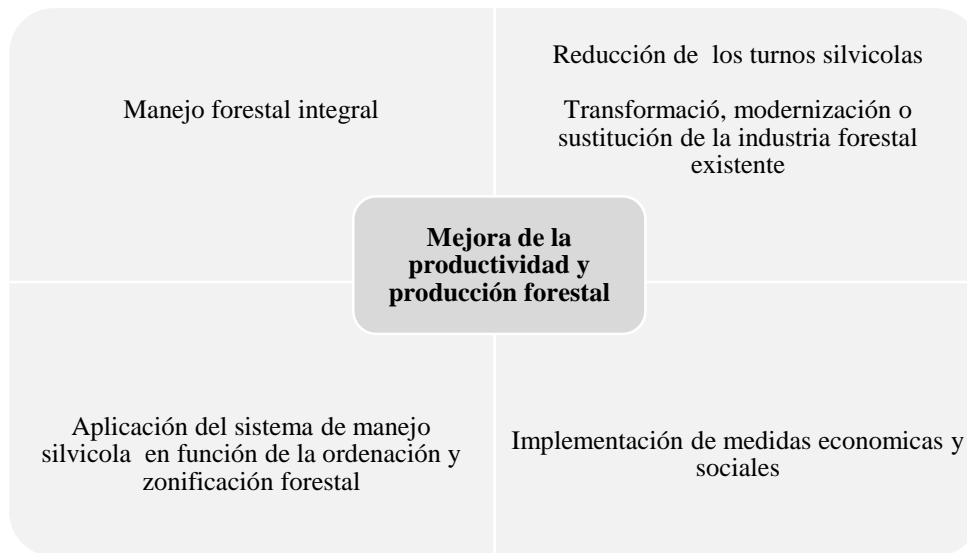 Manejo forestal integral
Reducción de los turnos silvicolas
Transformació, modernización o
sustitución de la industria forestal
existente
Mejora de la
productividad y
producción forestal
Aplicación del sistema de manejo
silvicola en función de la ordenación y
zonificación forestal
Implementación de medidas economicas y
sociales